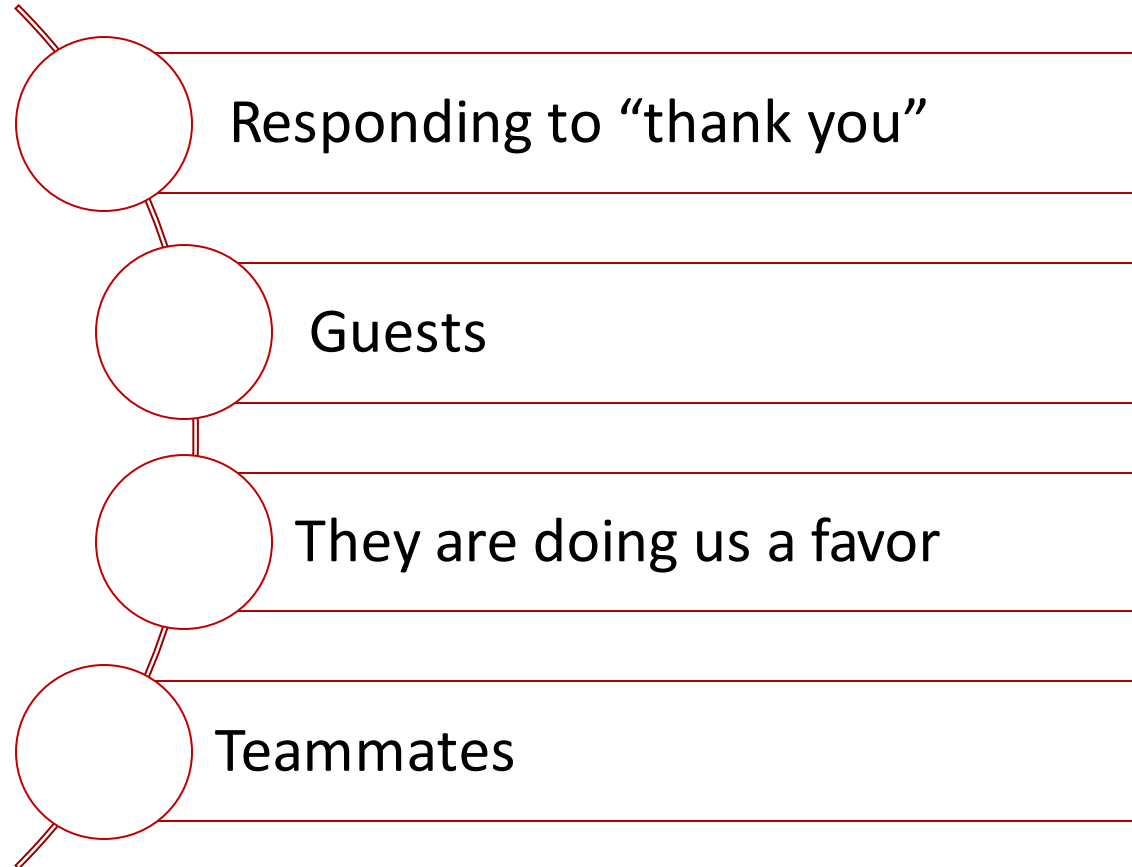 Responding to “thank you”
Guests
They are doing us a favor
Teammates